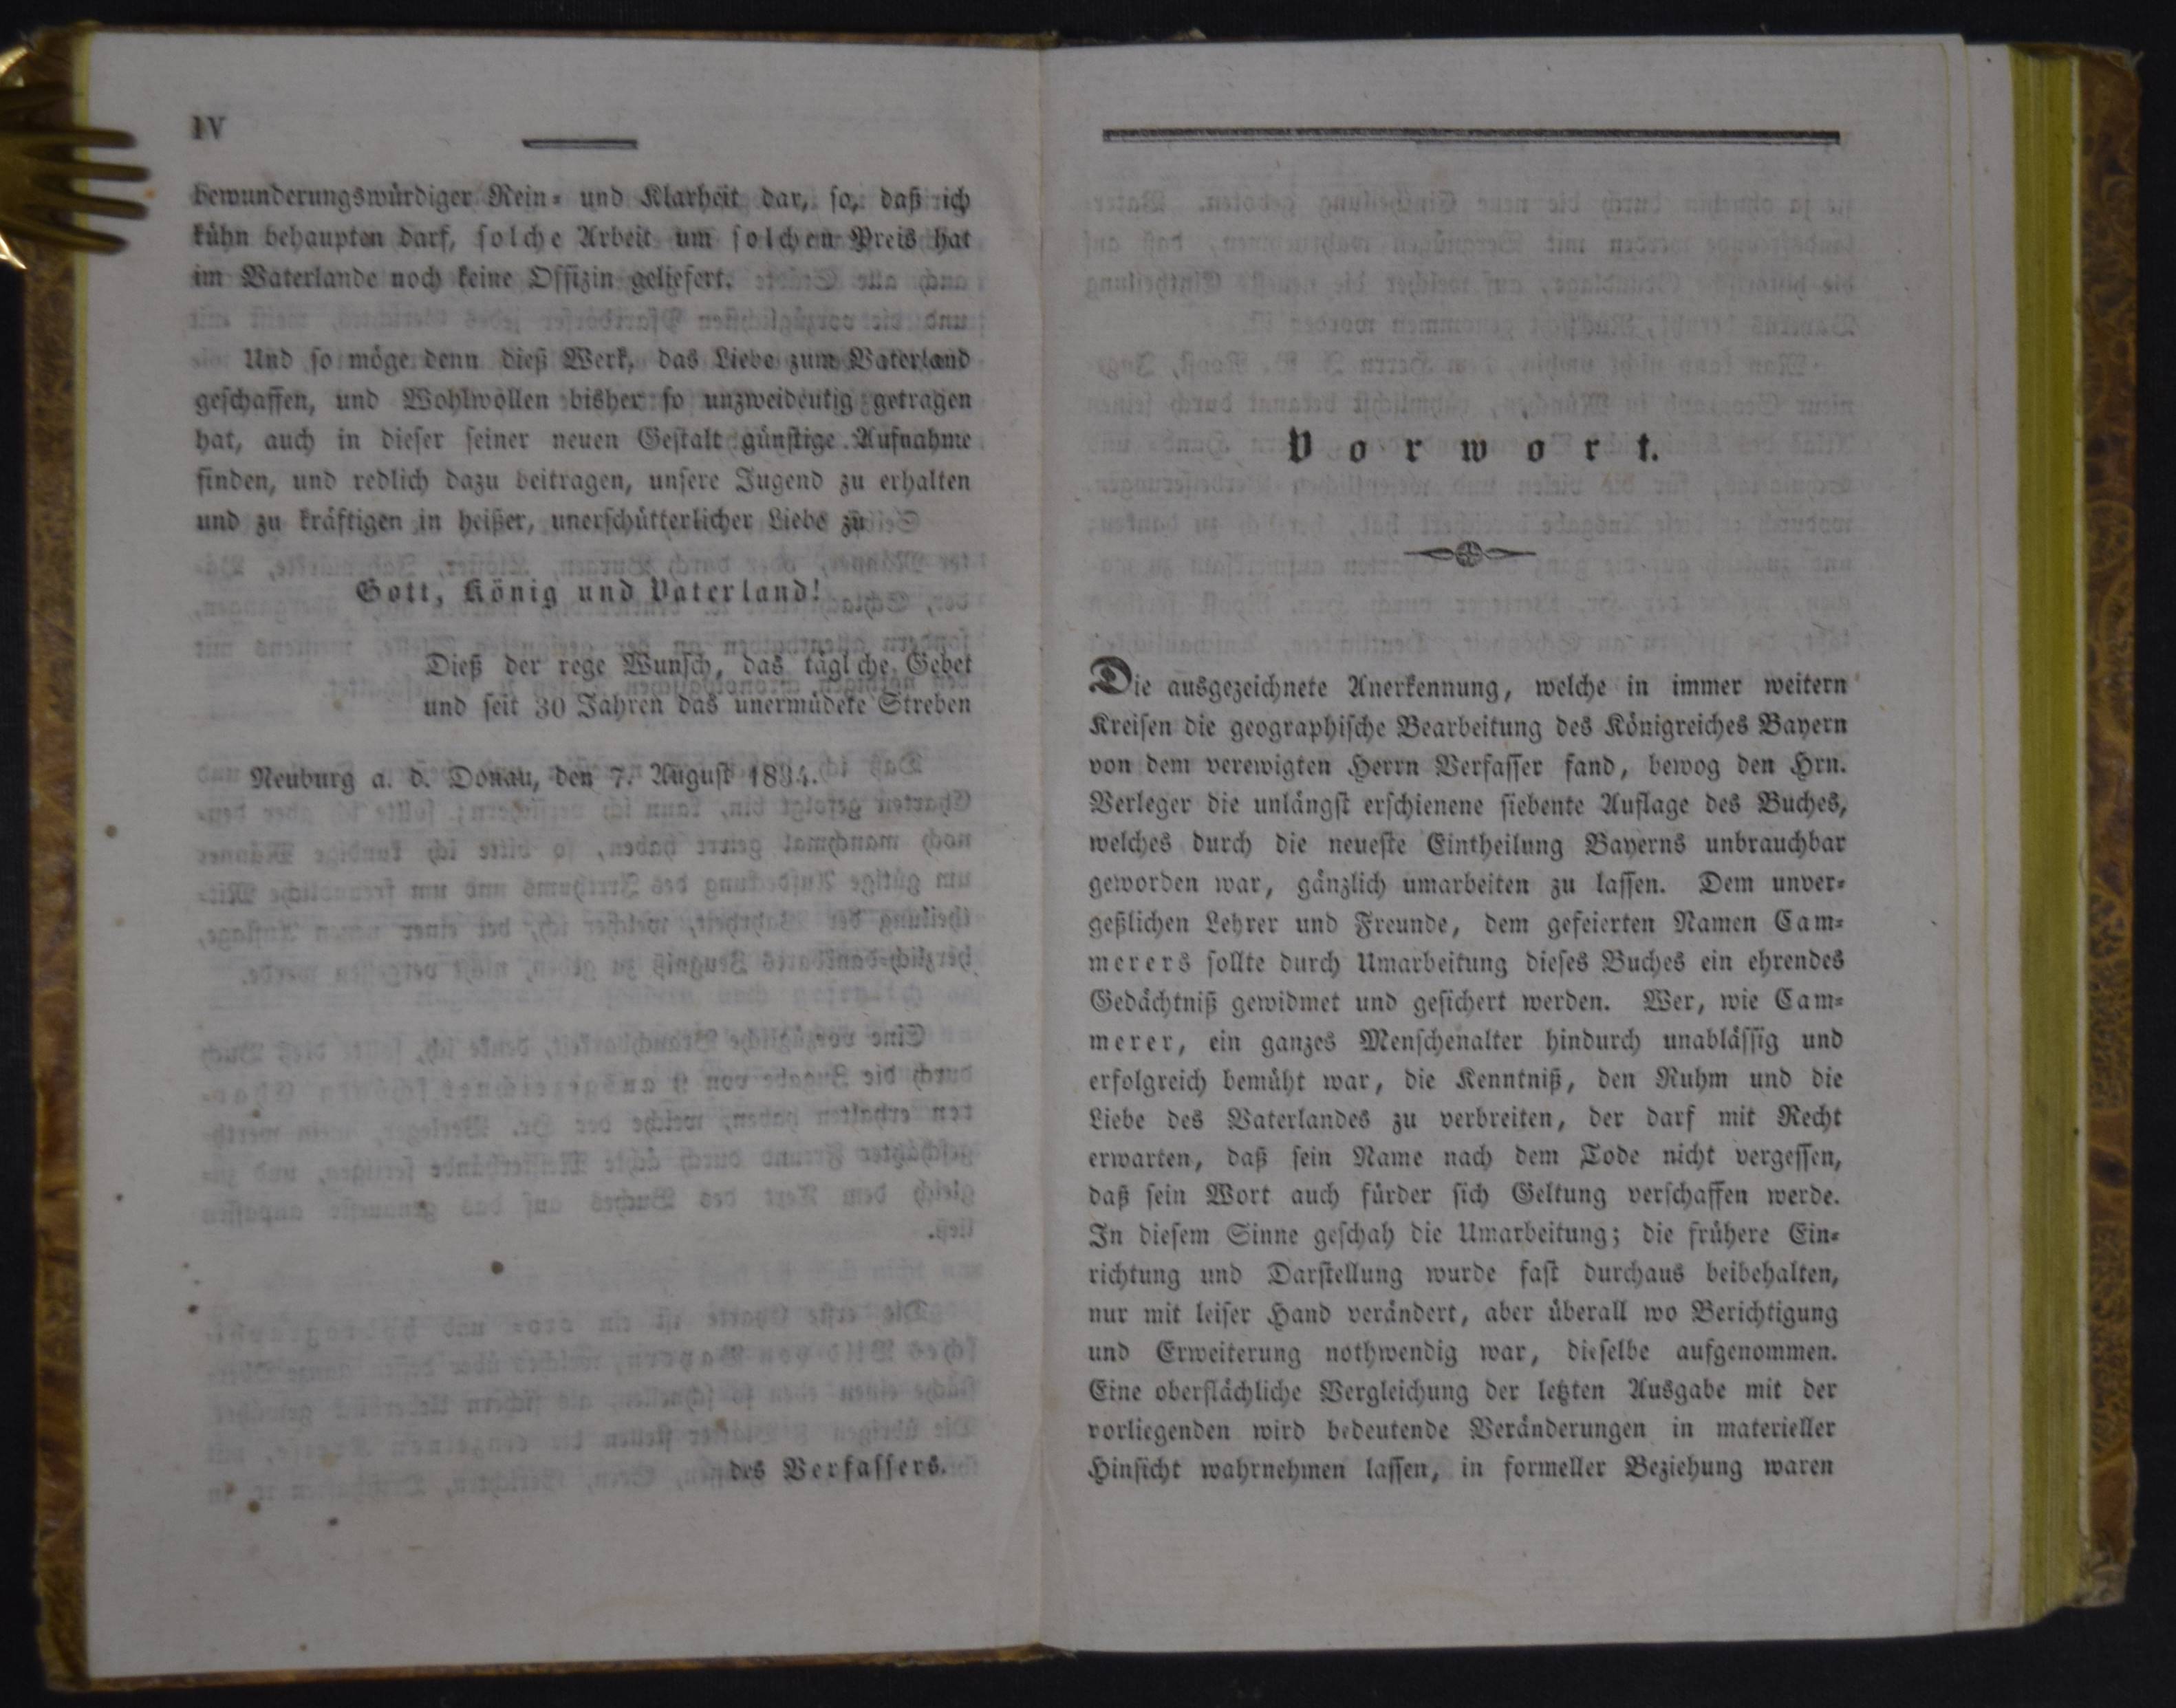 IV
bewunderungswürdiger Rein= und Klarheit dar, so, daß ich
kühn behaupten darf, solche Arbeit um solchen Preis hat
im Vaterlande noch keine Offizin geliefert.
Und so möge denn dieß Werk, das Liebe zum Vaterland
geschaffen, und Wohlwollen bisher so unzweideutig getragen
hat, auch in dieser seiner neuen Gestalt günstige Aufnahme
finden, und redlich dazu beitragen, unsere Jugend zu erhalten
und zu kräftigen in heißer, unerschütterlicher Liebe zu
Gott, König und Vaterland!
Dieß der rege Wunsch, das tägl che Gebet
und seit 30 Jahren das unermüdete Streben
Neuburg a. d. Donau, den 7. August 1834.
des Verfassers.
Vorwort.
Die ausgezeichnete Anerkennung, welche in immer weitern
Kreisen die geographische Bearbeitung des Königreiches Bayern
von dem verewigten Herrn Verfasser fand, bewog den Hrn.
Verleger die unlängst erschienene siebente Auflage des Buches,
welches durch die neueste Eintheilung Bayerns unbrauchbar
geworden war, gänzlich umarbeiten zu lassen. Dem unver=
geßlichen Lehrer und Freunde, dem gefeierten Namen Cam=
merers sollte durch Umarbeitung dieses Buches ein ehrendes
Gedächtniß gewidmet und gesichert werden. Wer, wie Cam=
merer, ein ganzes Menschenalter hindurch unablässig und
erfolgreich bemüht war, die Kenntniß, den Ruhm und die
Liebe des Vaterlandes zu verbreiten, der darf mit Recht
erwarten, daß sein Name nach dem Tode nicht vergessen,
daß sein Wort auch fürder sich Geltung verschaffen werde.
In diesem Sinne geschah die Umarbeitung; die frühere Ein=
richtung und Darstellung wurde fast durchaus beibehalten,
nur mit leiser Hand verändert, aber überall wo Berichtigung
und Erweiterung nothwendig war, dieselbe aufgenommen.
Eine oberflächliche Vergleichung der letzten Ausgabe mit der
vorliegenden wird bedeutende Veränderungen in materieller
Hinsicht wahrnehmen lassen, in formeller Beziehung waren